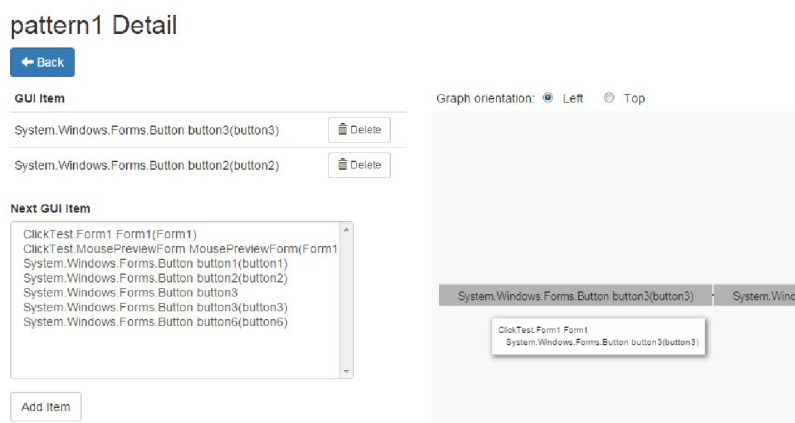 pattern1 Detail
Back
GUI Item
System.Windows.Forms.Button button3(button3) Delete
System.Windows.Forms.Button button2(button2) Delete
Next GUI Item
ClickTest.Form1 Form1(Form1)
ClickTest.MousePreviewForm MousePreviewForm(Form1
System.Windows.Forms.Button button1(button1)
System.Windows.Forms.Button button2(button2)
System.Windows.Forms.Button button3
System.Windows.Forms.Button button3(button3)
System.Windows.Forms.Button button6(button6)
Add Item
Graph orientation: Left Top
System.Windows.Forms.Button button3(button3) System.Wind
ClickTest.Form1 Form1
System.Windows.Forms.Button button3(button3)